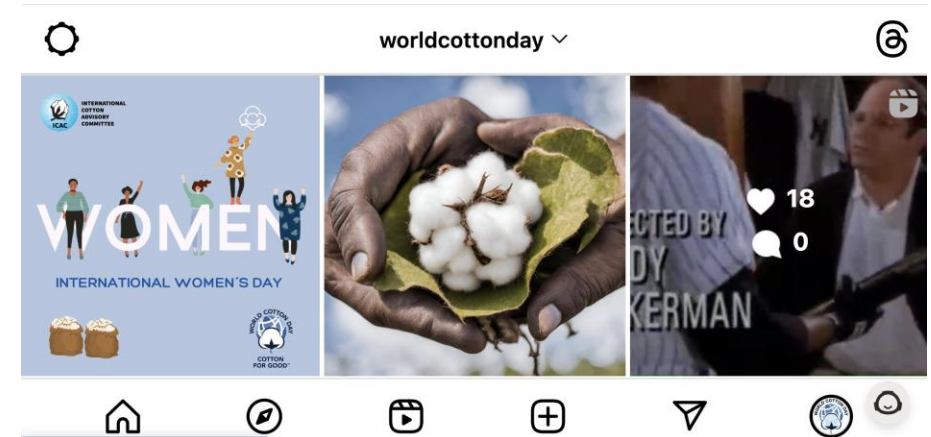 worldcottonday
ICAC
INTERNATIONAL
COTTON
ADVISORY
COMMITTEE
WOMEN
INTERNATIONAL WOMEN'S DAY
WORLD COTTON DAY
COTTON
FOR GOOD™
18
0
ECTED BY
DY
KERMAN